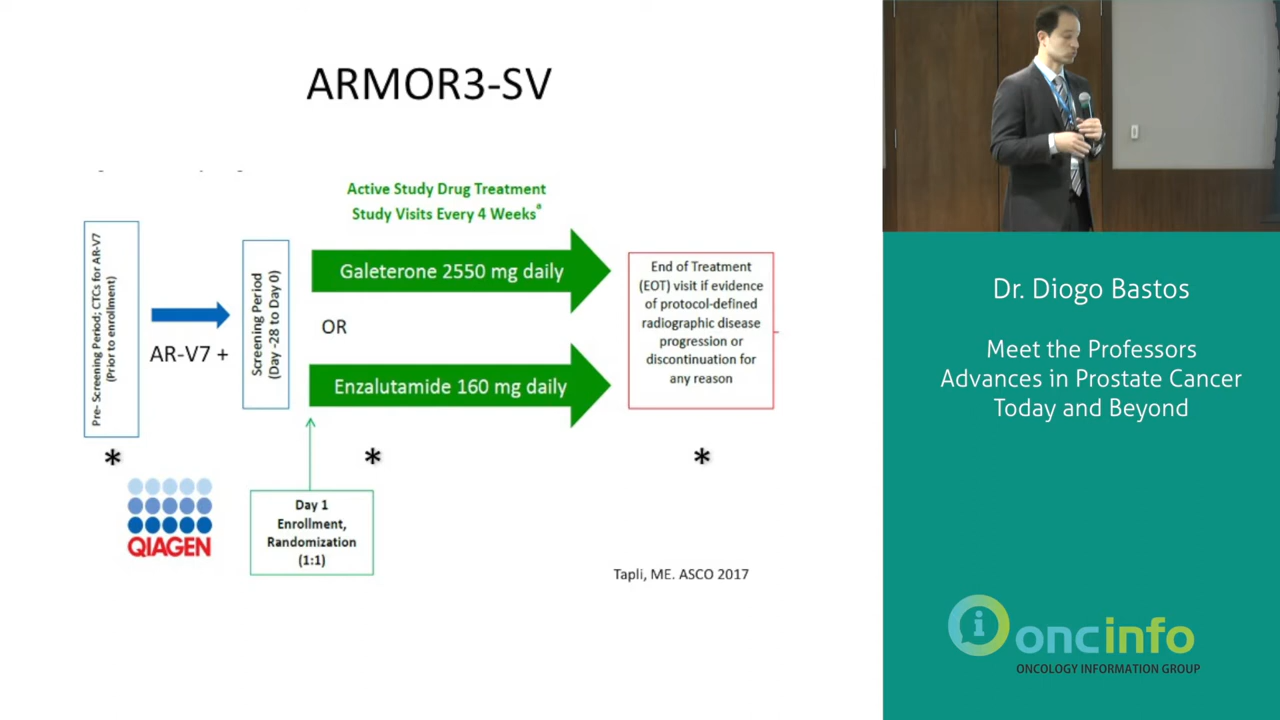 ARMOR3-SV
Active Study Drug Treatment
Study Visits Every 4 Weeks a
Pre- Screening Period; CTCs for AR-V7
(Prior to enrollment)
AR-V7 +
Screening Period
(Day -28 to Day 0)
Galeterone 2550 mg daily
OR
Enzalutamide 160 mg daily
End of Treatment
(EOT) visit if evidence
of protocol-defined
radiographic disease
progression or
discontinuation for
any reason
*
*
*
QIAGEN
Day 1
Enrollment,
Randomization
(1:1)
Tapli, ME. ASCO 2017
Dr. Diogo Bastos
Meet the Professors
Advances in Prostate Cancer
Today and Beyond
i oncinfo
ONCOLOGY INFORMATION GROUP